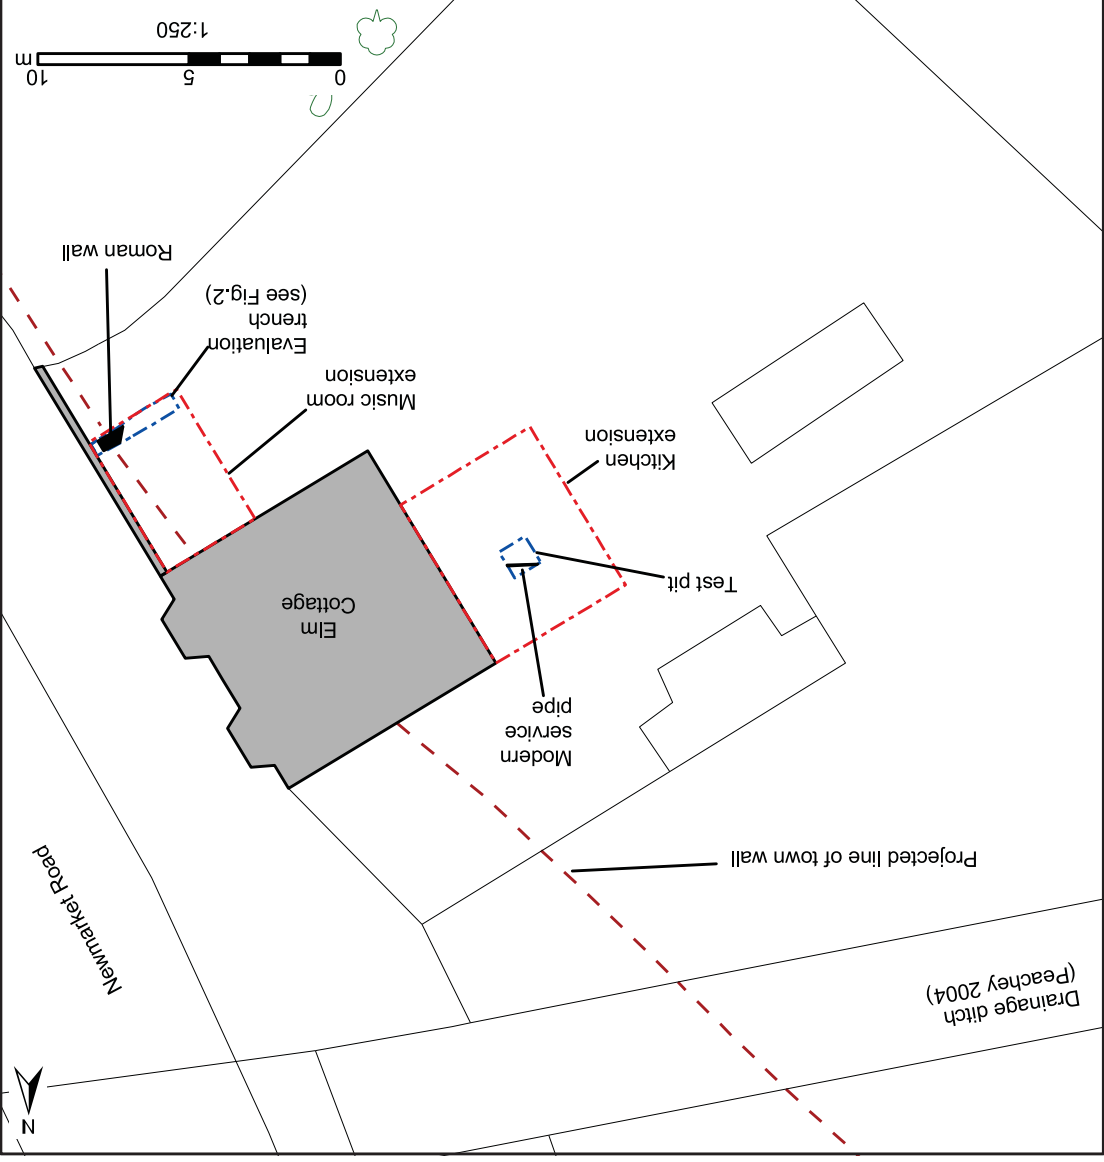 N
Drainage ditch
(Peachey 2004)
Newmarket Road
Projected line of town wall
Modern
service
pipe
Elm
Cottage
Test pit
Kitchen
extension
Music room
extension
Evaluation
trench
(see Fig.2)
Roman wall
0
5
10
m
1:250